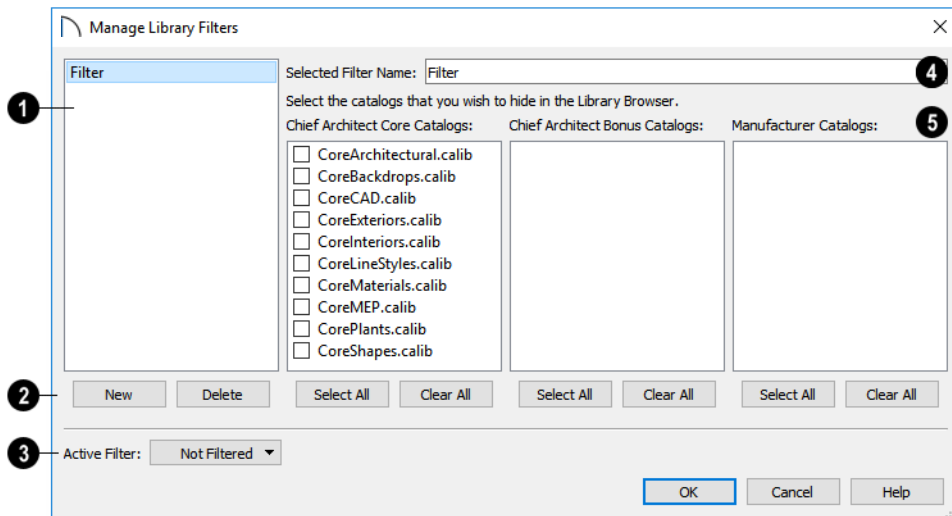 Manage Library Filters
Filter
Selected Filter Name: Filter
4
Select the catalogs that you wish to hide in the Library Browser.
1
Chief Architect Core Catalogs: Chief Architect Bonus Catalogs: Manufacturer Catalogs:
5
CoreArchitectural.calib
CoreBackdrops.calib
CoreCAD.calib
CoreExteriors.calib
CoreInteriors.calib
CoreLineStyles.calib
CoreMaterials.calib
CoreMEP.calib
CorePlants.calib
CoreShapes.calib
2
New Delete Select All Clear All Select All Clear All Select All Clear All
3
Active Filter: Not Filtered
OK Cancel Help